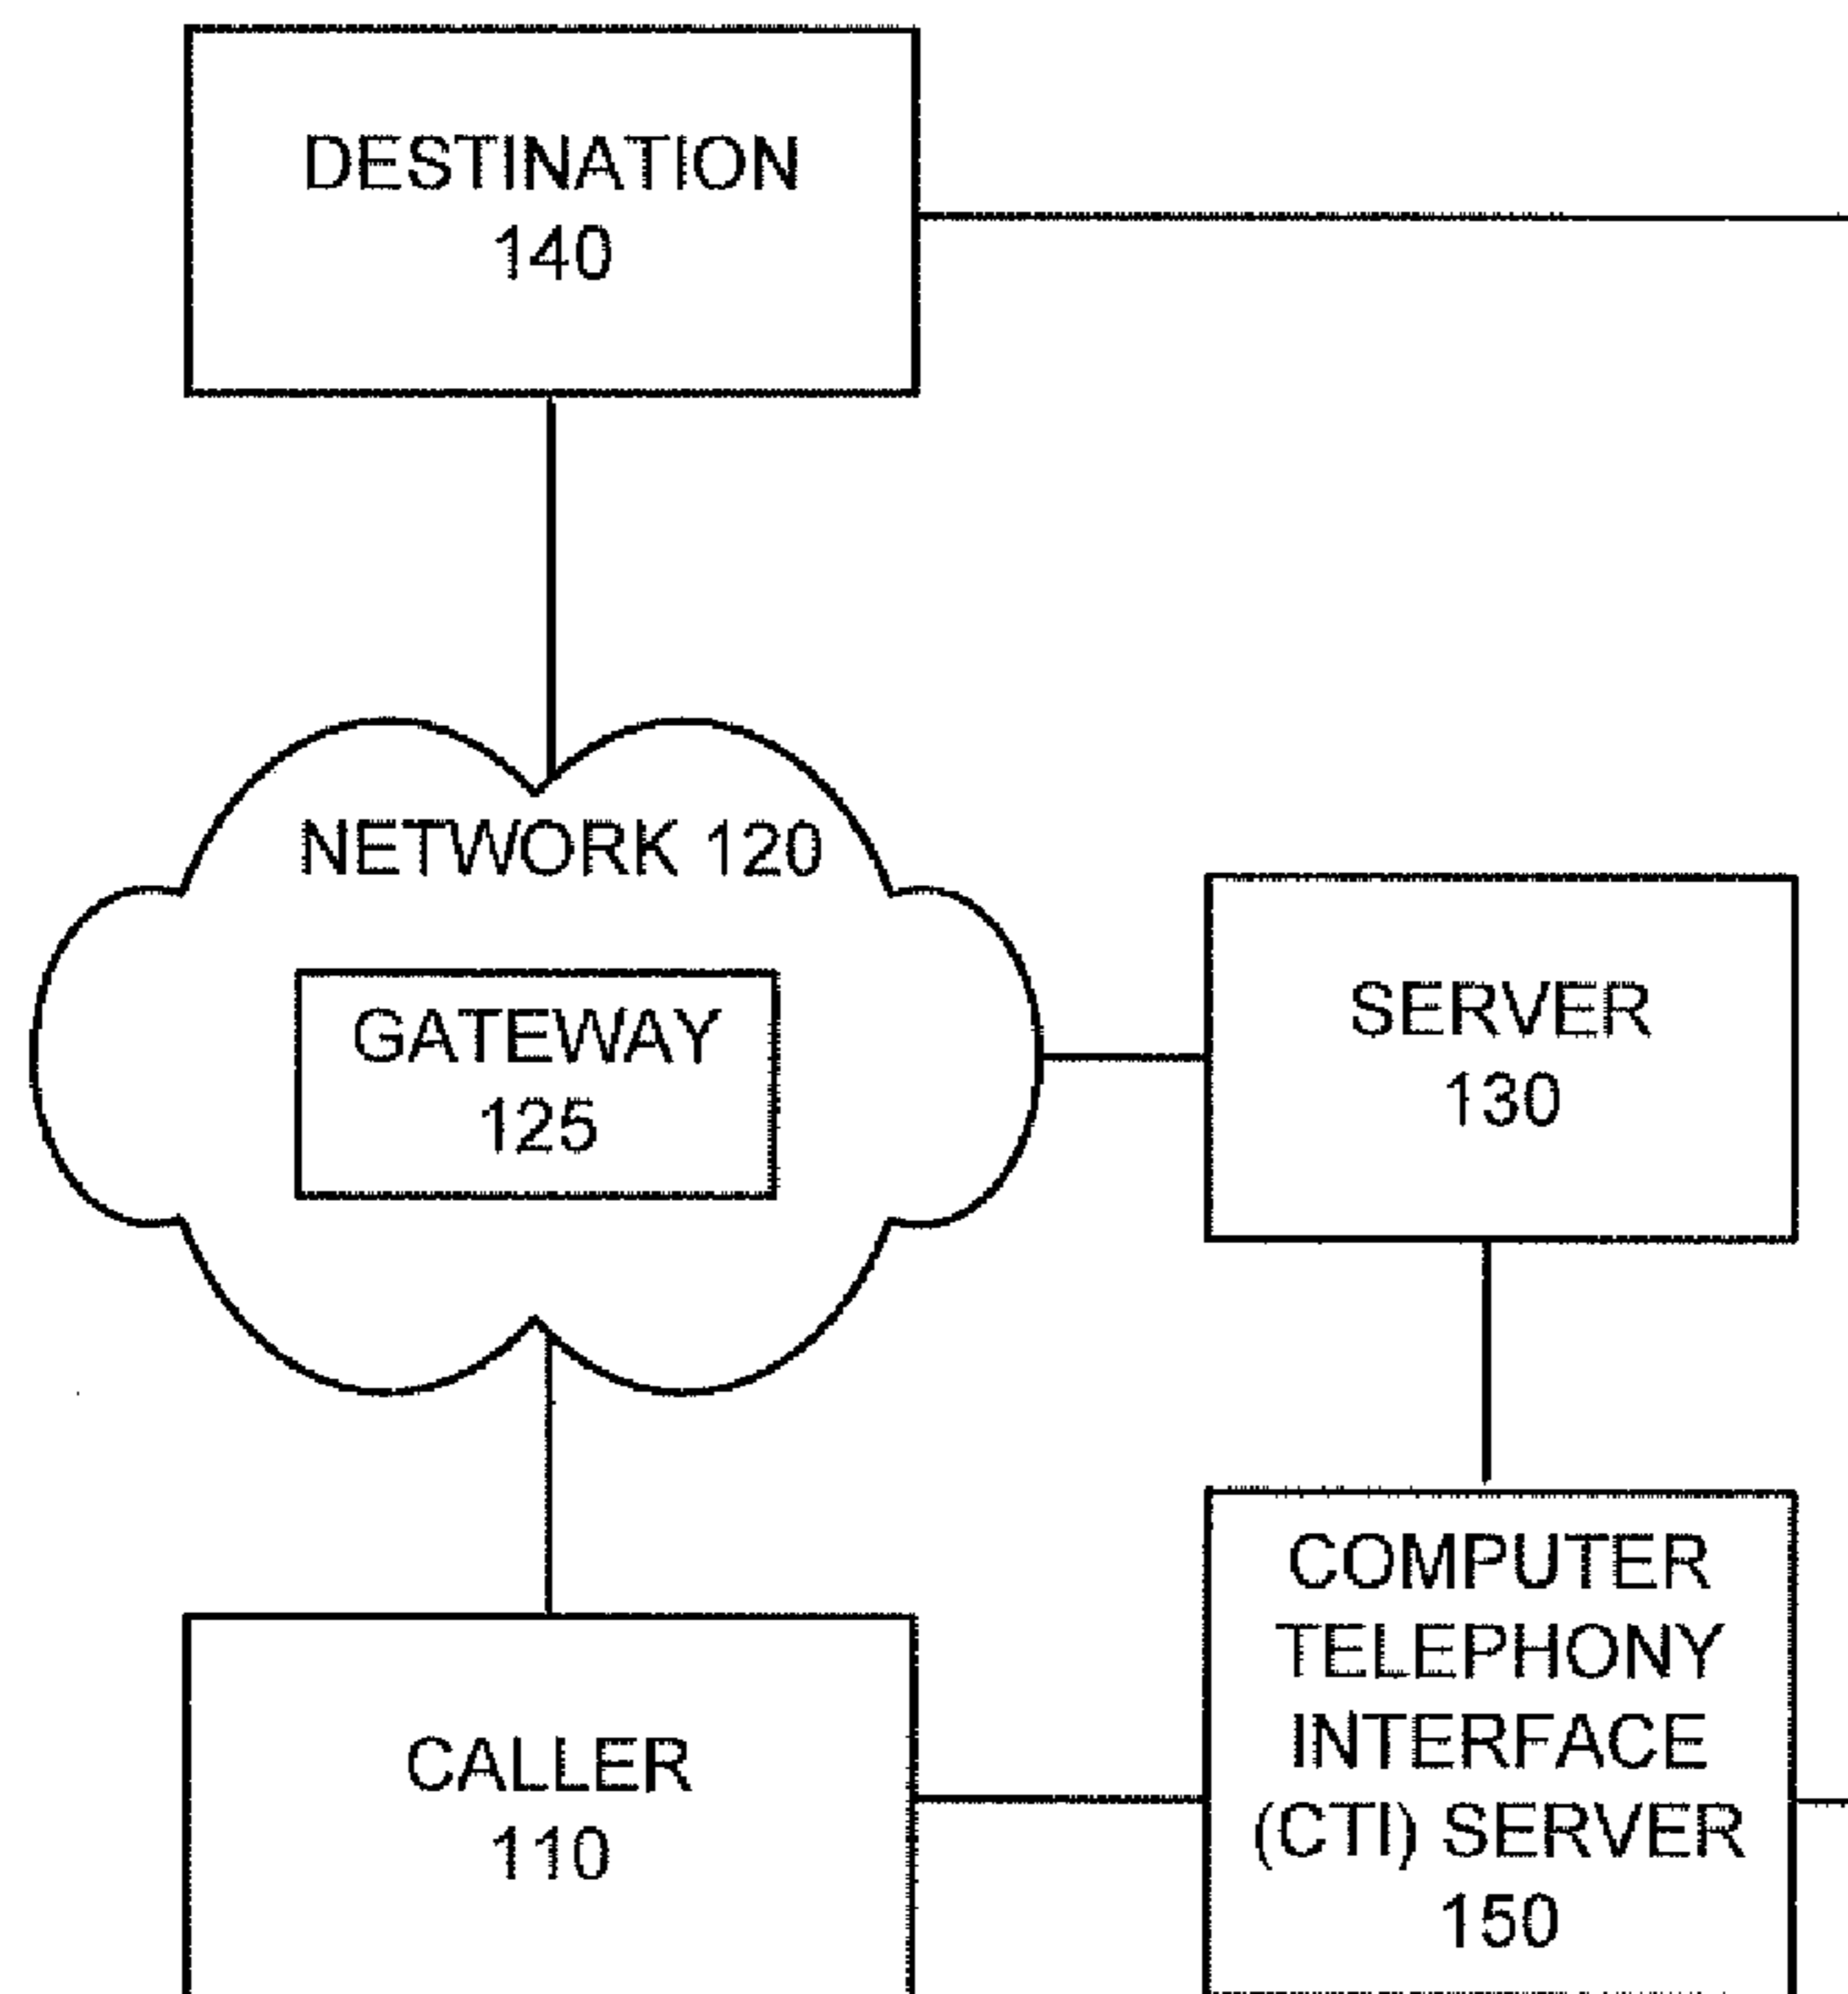 DESTINATION
140
NETWORK 120
GATEWAY
125
SERVER
130
CALLER
110
COMPUTER
TELEPHONY
INTERFACE
(CTI) SERVER
150